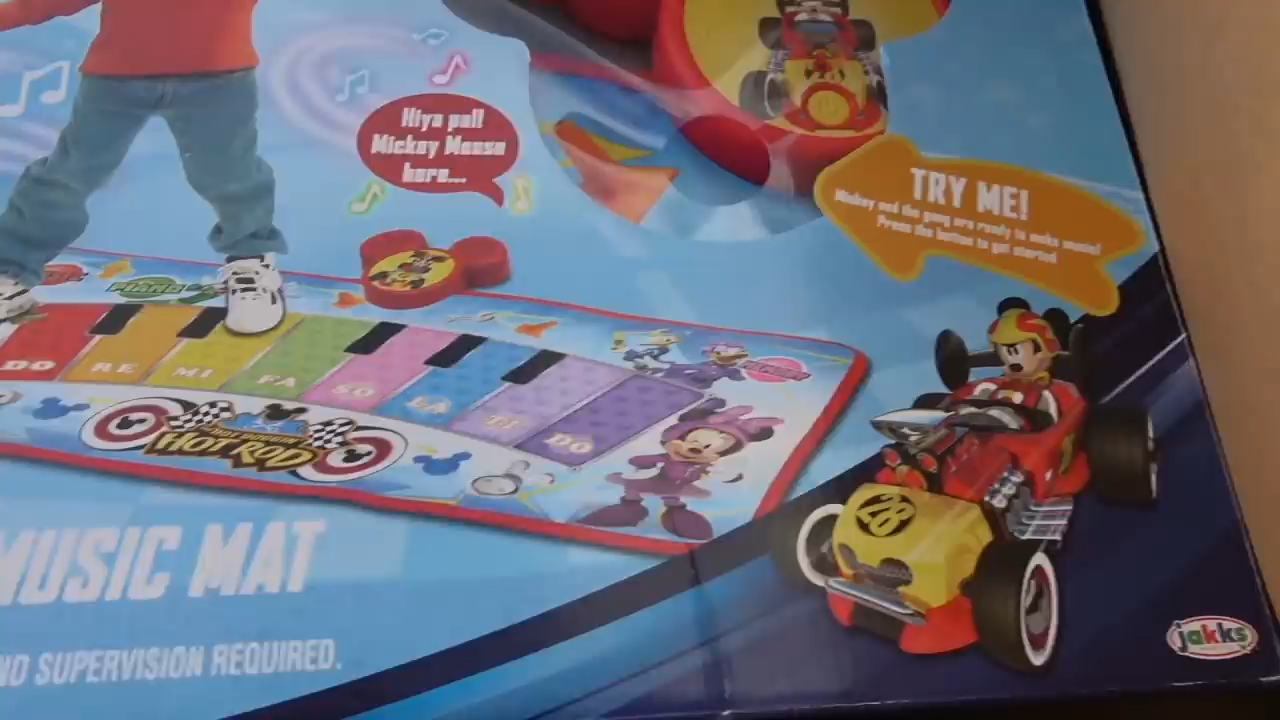 Hiya pal!
Mickey Mouse
here...
TRY ME!
Mickey and the gang are ready to make music!
Press the button to get started
PIANO
DO RE MI FA SO LA TI DO
HOT ROD
28
MUSIC MAT
SUPERVISION REQUIRED.
jakks